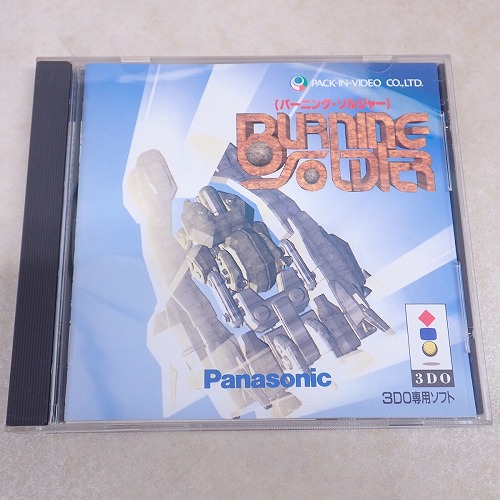 PACK-IN-VIDEO CO.,LTD.
(バーニング・ソルジャー)
BURNING
SOLDIER
Panasonic
3DO
3DO専用ソフト